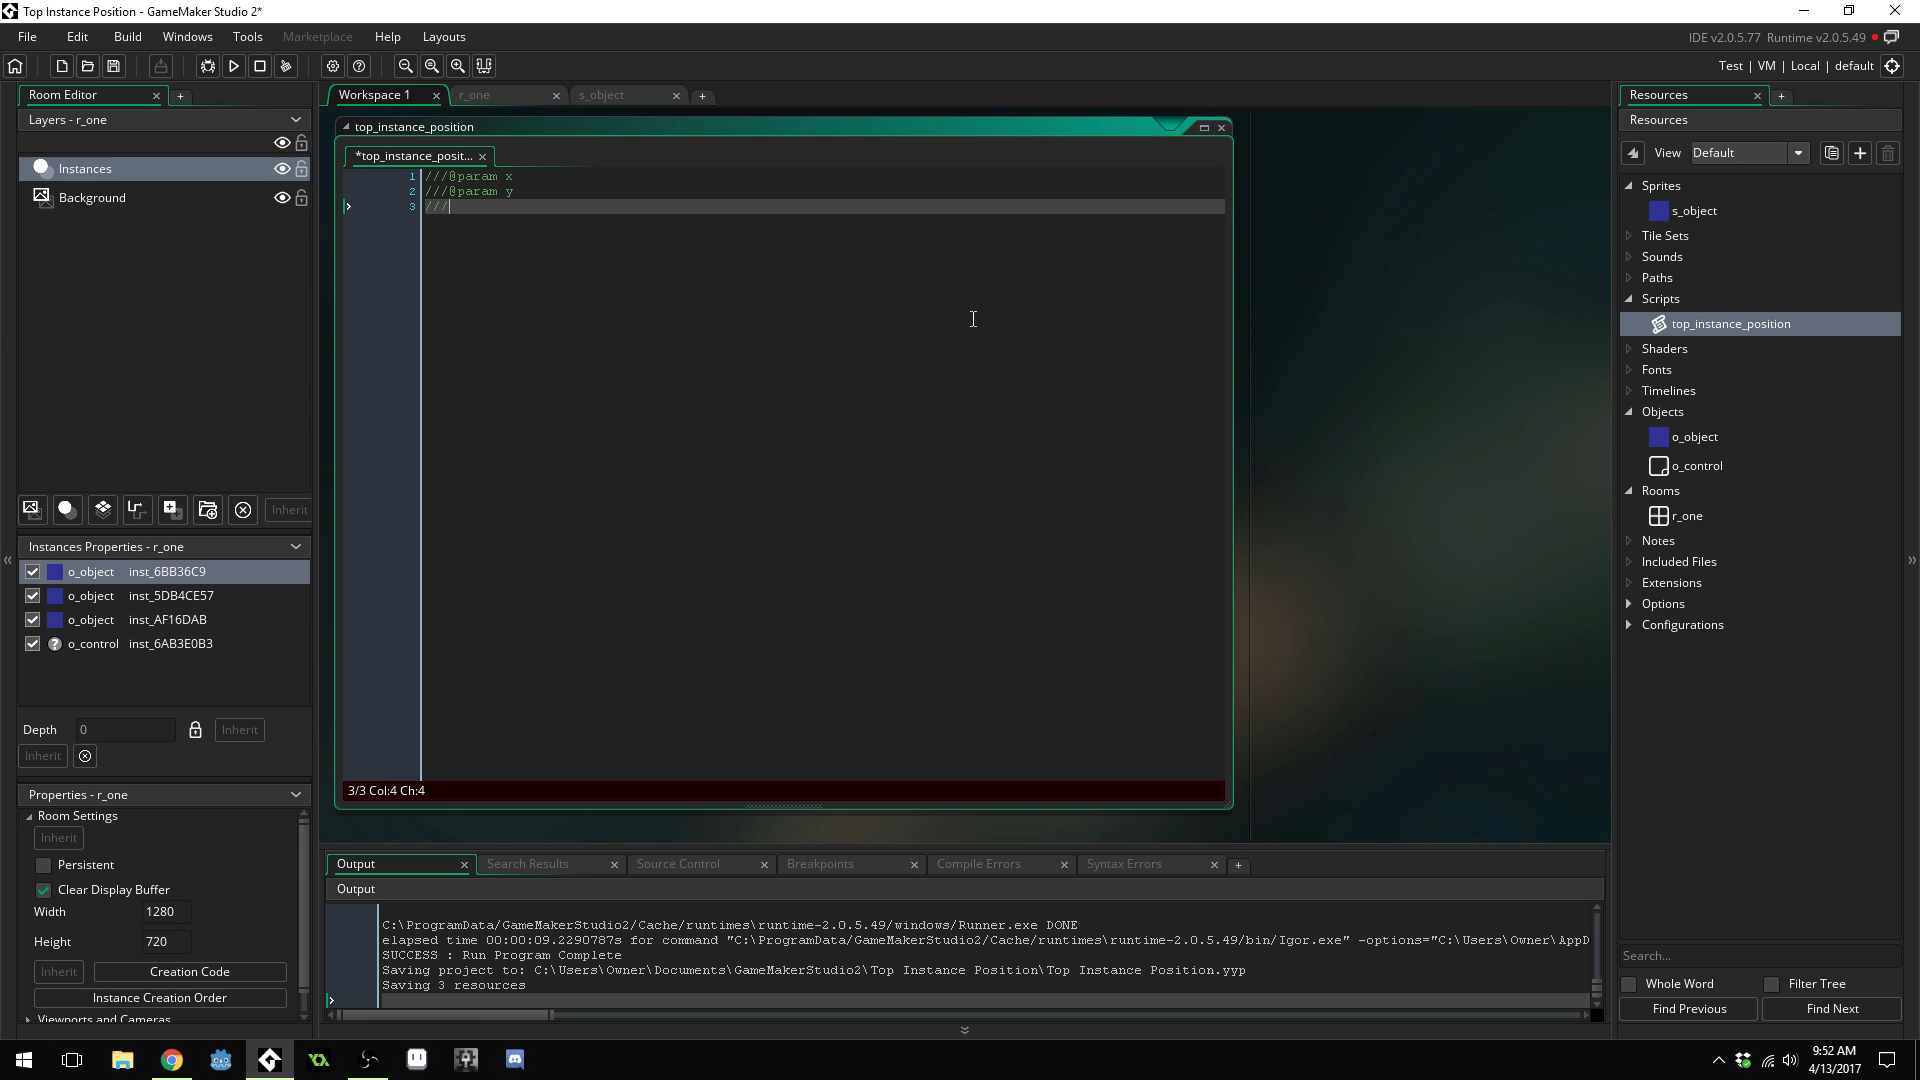 Top Instance Position - GameMaker Studio 2*
File Edit Build Windows Tools Marketplace Help Layouts
IDE v2.0.5.77 Runtime v2.0.5.49
Test | VM | Local | default
Room Editor
Layers - r_one
Instances
Background
Inherit
Instances Properties - r_one
o_object inst_6BB36C9
o_object inst_5DB4CE57
o_object inst_AF16DAB
o_control inst_6AB3E0B3
Depth 0 Inherit
Inherit
Properties - r_one
Room Settings
Inherit
Persistent
Clear Display Buffer
Width 1280
Height 720
Inherit Creation Code
Instance Creation Order
Viewports and Cameras
Workspace 1 r_one s_object
top_instance_position
*top_instance_posit...
1 ///@param x
2 ///@param y
3 ///
3/3 Col:4 Ch:4
Output Search Results Source Control Breakpoints Compile Errors Syntax Errors
Output
C:\ProgramData/GameMakerStudio2/Cache/runtimes\runtime-2.0.5.49/windows/Runner.exe DONE
elapsed time 00:00:09.2290787s for command "C:\ProgramData/GameMakerStudio2/Cache/runtimes\runtime-2.0.5.49/bin/Igor.exe" -options="C:\Users\Owner\AppD
SUCCESS : Run Program Complete
Saving project to: C:\Users\Owner\Documents\GameMakerStudio2\Top Instance Position\Top Instance Position.yyp
Saving 3 resources
Resources
Resources
View Default
Sprites
s_object
Tile Sets
Sounds
Paths
Scripts
top_instance_position
Shaders
Fonts
Timelines
Objects
o_object
o_control
Rooms
r_one
Notes
Included Files
Extensions
Options
Configurations
Search...
Whole Word Filter Tree
Find Previous Find Next
9:52 AM
4/13/2017